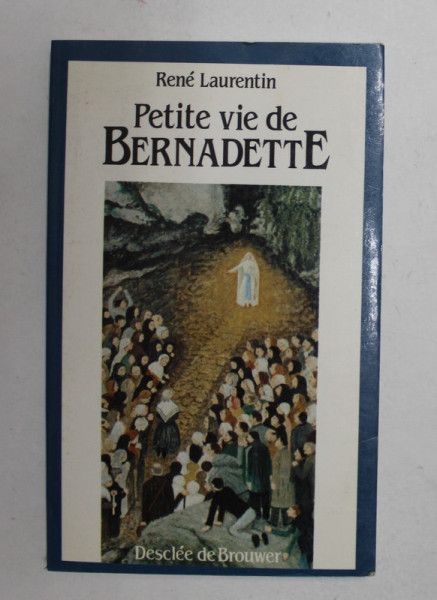 René Laurentin
Petite vie de
BERNADETTE
Desclée de Brouwer